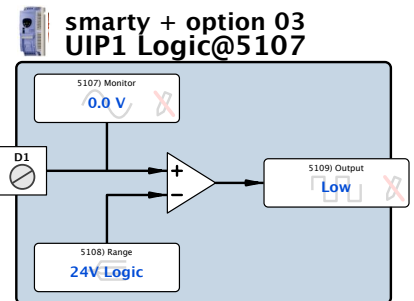 smarty + option 03
UIP1 Logic@5107
5107) Monitor
0.0 V
D1
+
−
5109) Output
Low
5108) Range
24V Logic